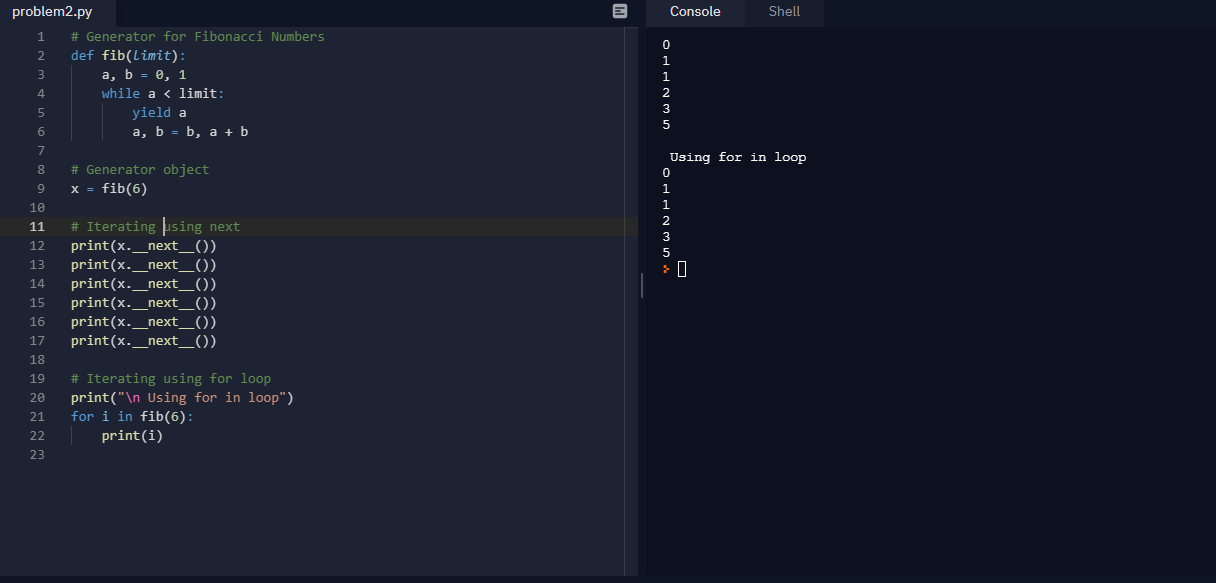 problem2.py
1 # Generator for Fibonacci Numbers
2 def fib(limit):
3     a, b = 0, 1
4     while a < limit:
5         yield a
6         a, b = b, a + b
7
8 # Generator object
9 x = fib(6)
10
11 # Iterating using next
12 print(x.__next__())
13 print(x.__next__())
14 print(x.__next__())
15 print(x.__next__())
16 print(x.__next__())
17 print(x.__next__())
18
19 # Iterating using for loop
20 print("\n Using for in loop")
21 for i in fib(6):
22     print(i)
23
Console Shell
0
1
1
2
3
5

 Using for in loop
0
1
1
2
3
5